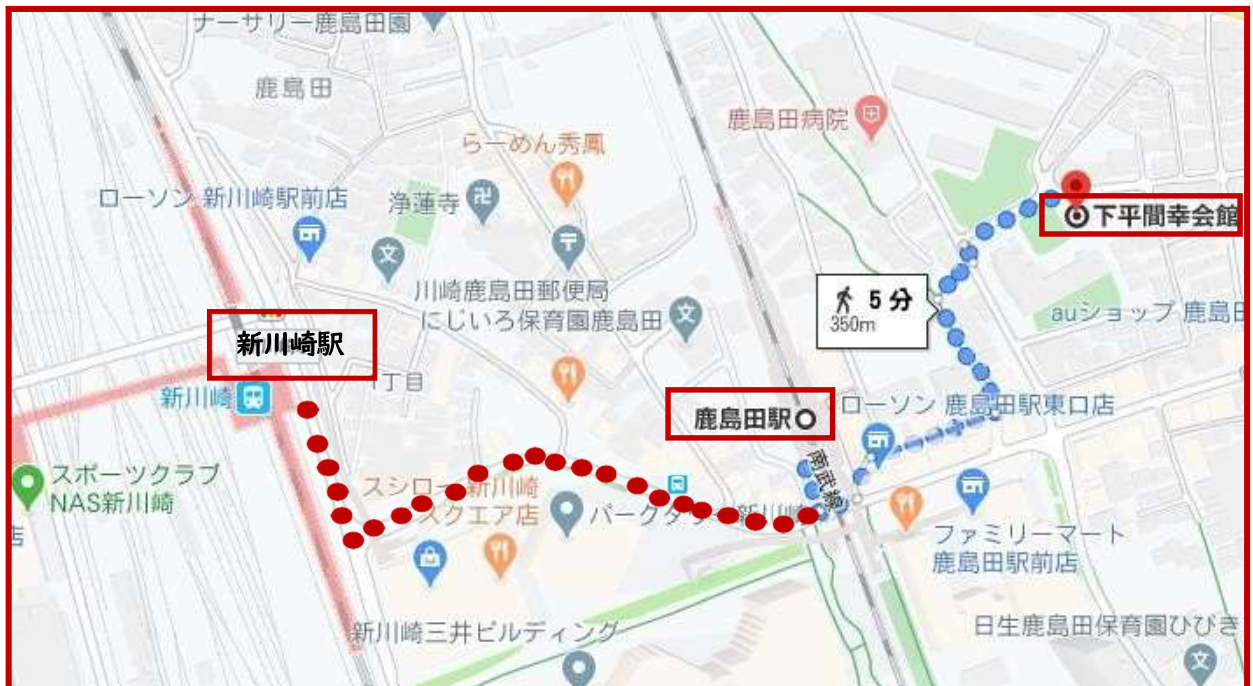 ナーサリー鹿島田園
鹿島田
鹿島田病院
らーめん秀鳳
ローソン 新川崎駅前店
浄蓮寺
下平間幸会館
川崎鹿島田郵便局
にじいろ保育園鹿島田
5 分
350m
auショップ 鹿島田
新川崎駅
1丁目
新川崎
鹿島田駅
ローソン 鹿島田駅東口店
南武線
スポーツクラブ
NAS新川崎
スシロー 新川崎
スクエア店
パークタワー新川崎
ファミリーマート
鹿島田駅前店
新川崎三井ビルディング
日生鹿島田保育園ひびき